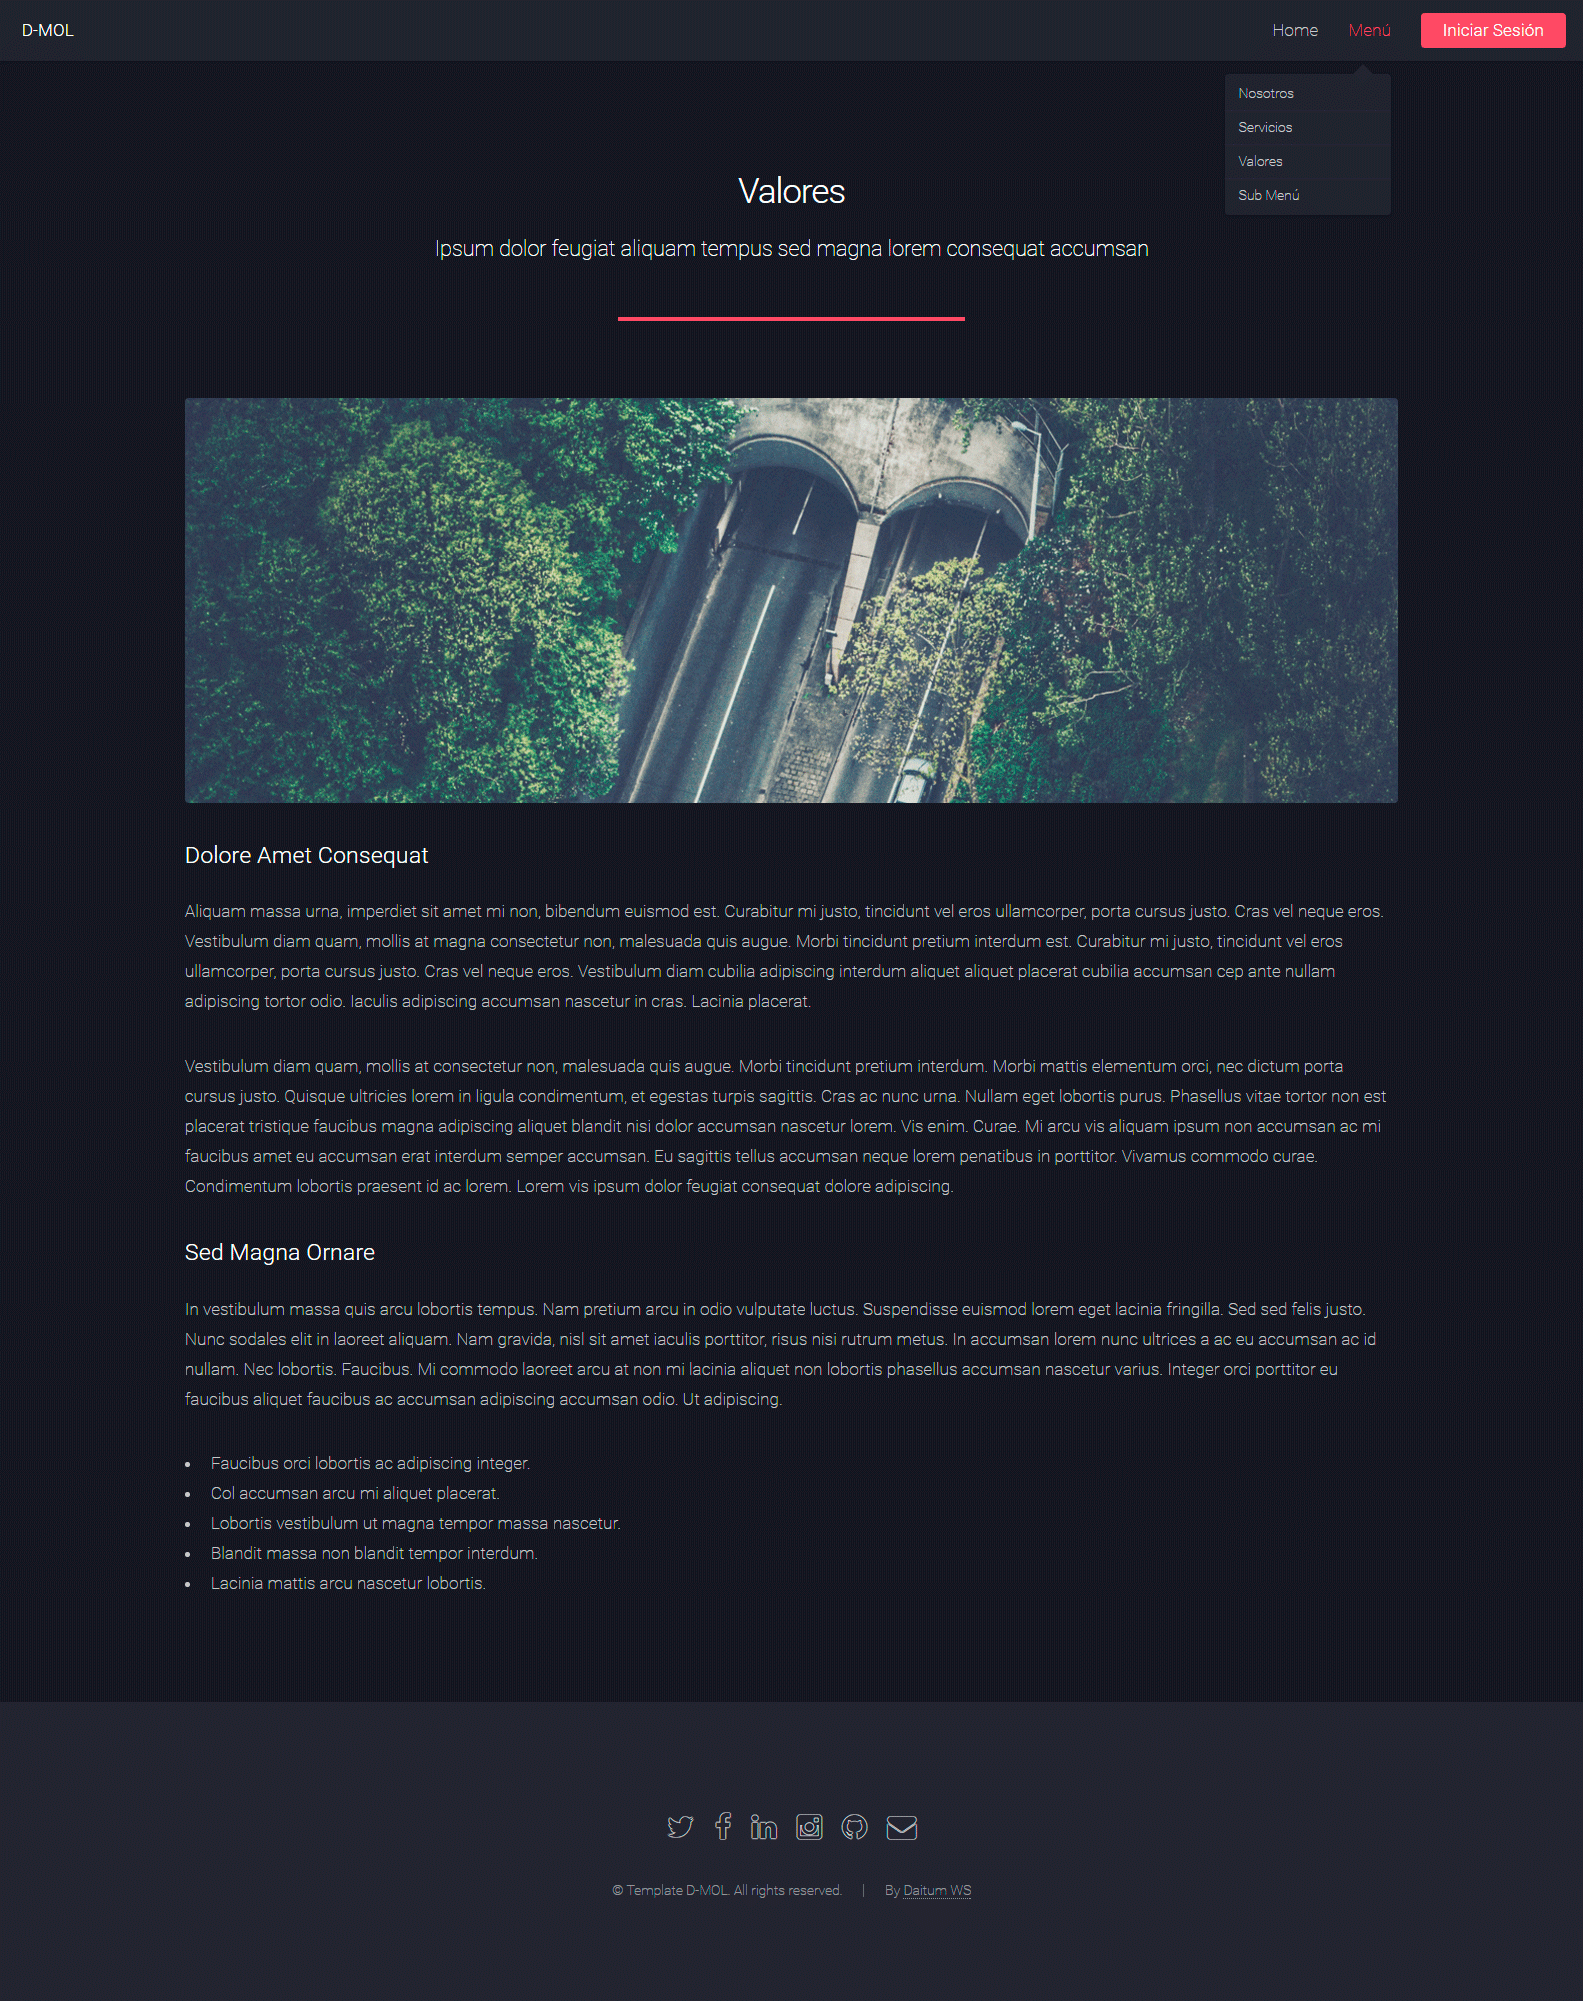 D-MOL
Home
Menú
Iniciar Sesión
Nosotros
Servicios
Valores
Sub Menú
Valores
Ipsum dolor feugiat aliquam tempus sed magna lorem consequat accumsan
Dolore Amet Consequat
Aliquam massa urna, imperdiet sit amet mi non, bibendum euismod est. Curabitur mi justo, tincidunt vel eros ullamcorper, porta cursus justo. Cras vel neque eros.
Vestibulum diam quam, mollis at magna consectetur non, malesuada quis augue. Morbi tincidunt pretium interdum est. Curabitur mi justo, tincidunt vel eros
ullamcorper, porta cursus justo. Cras vel neque eros. Vestibulum diam cubilia adipiscing interdum aliquet aliquet placerat cubilia accumsan cep ante nullam
adipiscing tortor odio. Iaculis adipiscing accumsan nascetur in cras. Lacinia placerat.
Vestibulum diam quam, mollis at consectetur non, malesuada quis augue. Morbi tincidunt pretium interdum. Morbi mattis elementum orci, nec dictum porta
cursus justo. Quisque ultricies lorem in ligula condimentum, et egestas turpis sagittis. Cras ac nunc urna. Nullam eget lobortis purus. Phasellus vitae tortor non est
placerat tristique faucibus magna adipiscing aliquet blandit nisi dolor accumsan nascetur lorem. Vis enim. Curae. Mi arcu vis aliquam ipsum non accumsan ac mi
faucibus amet eu accumsan erat interdum semper accumsan. Eu sagittis tellus accumsan neque lorem penatibus in porttitor. Vivamus commodo curae.
Condimentum lobortis praesent id ac lorem. Lorem vis ipsum dolor feugiat consequat dolore adipiscing.
Sed Magna Ornare
In vestibulum massa quis arcu lobortis tempus. Nam pretium arcu in odio vulputate luctus. Suspendisse euismod lorem eget lacinia fringilla. Sed sed felis justo.
Nunc sodales elit in laoreet aliquam. Nam gravida, nisl sit amet iaculis porttitor, risus nisi rutrum metus. In accumsan lorem nunc ultrices a ac eu accumsan ac id
nullam. Nec lobortis. Faucibus. Mi commodo laoreet arcu at non mi lacinia aliquet non lobortis phasellus accumsan nascetur varius. Integer orci porttitor eu
faucibus aliquet faucibus ac accumsan adipiscing accumsan odio. Ut adipiscing.
• Faucibus orci lobortis ac adipiscing integer.
• Col accumsan arcu mi aliquet placerat.
• Lobortis vestibulum ut magna tempor massa nascetur.
• Blandit massa non blandit tempor interdum.
• Lacinia mattis arcu nascetur lobortis.
© Template D-MOL. All rights reserved. | By Daitum WS